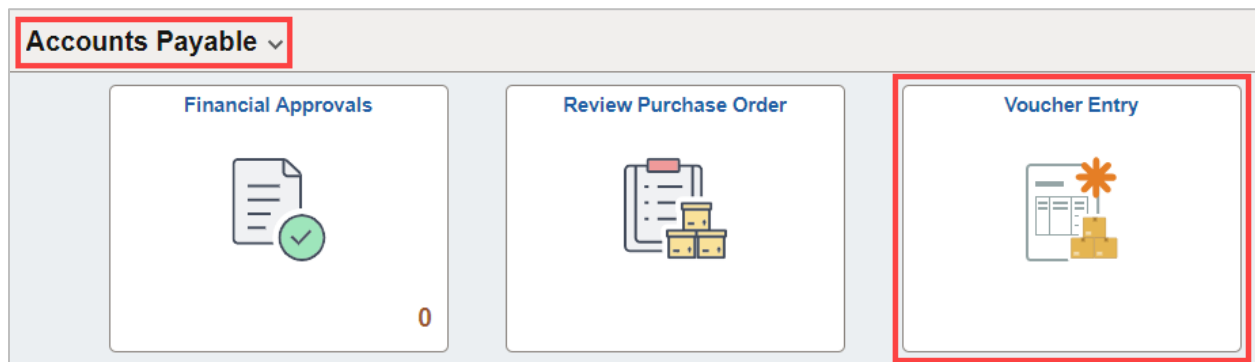 Accounts Payable
Financial Approvals
Review Purchase Order
Voucher Entry
0